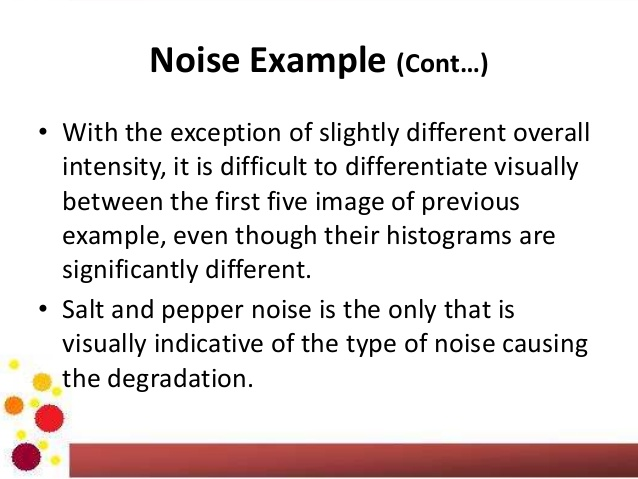 Noise Example (Cont…)
• With the exception of slightly different overall
intensity, it is difficult to differentiate visually
between the first five image of previous
example, even though their histograms are
significantly different.
• Salt and pepper noise is the only that is
visually indicative of the type of noise causing
the degradation.